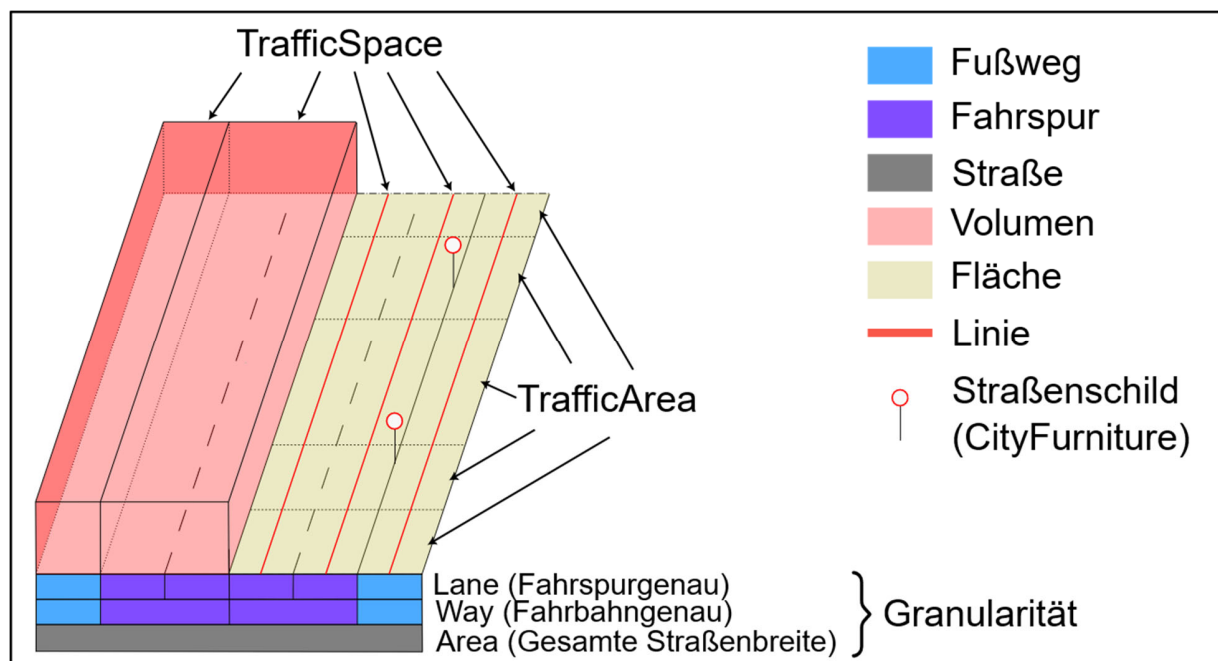 TrafficSpace
TrafficArea
Fußweg
Fahrspur
Straße
Volumen
Fläche
Linie
Straßenschild
(CityFurniture)
Lane (Fahrspurgenau)
Way (Fahrbahngenau)
Area (Gesamte Straßenbreite)
Granularität